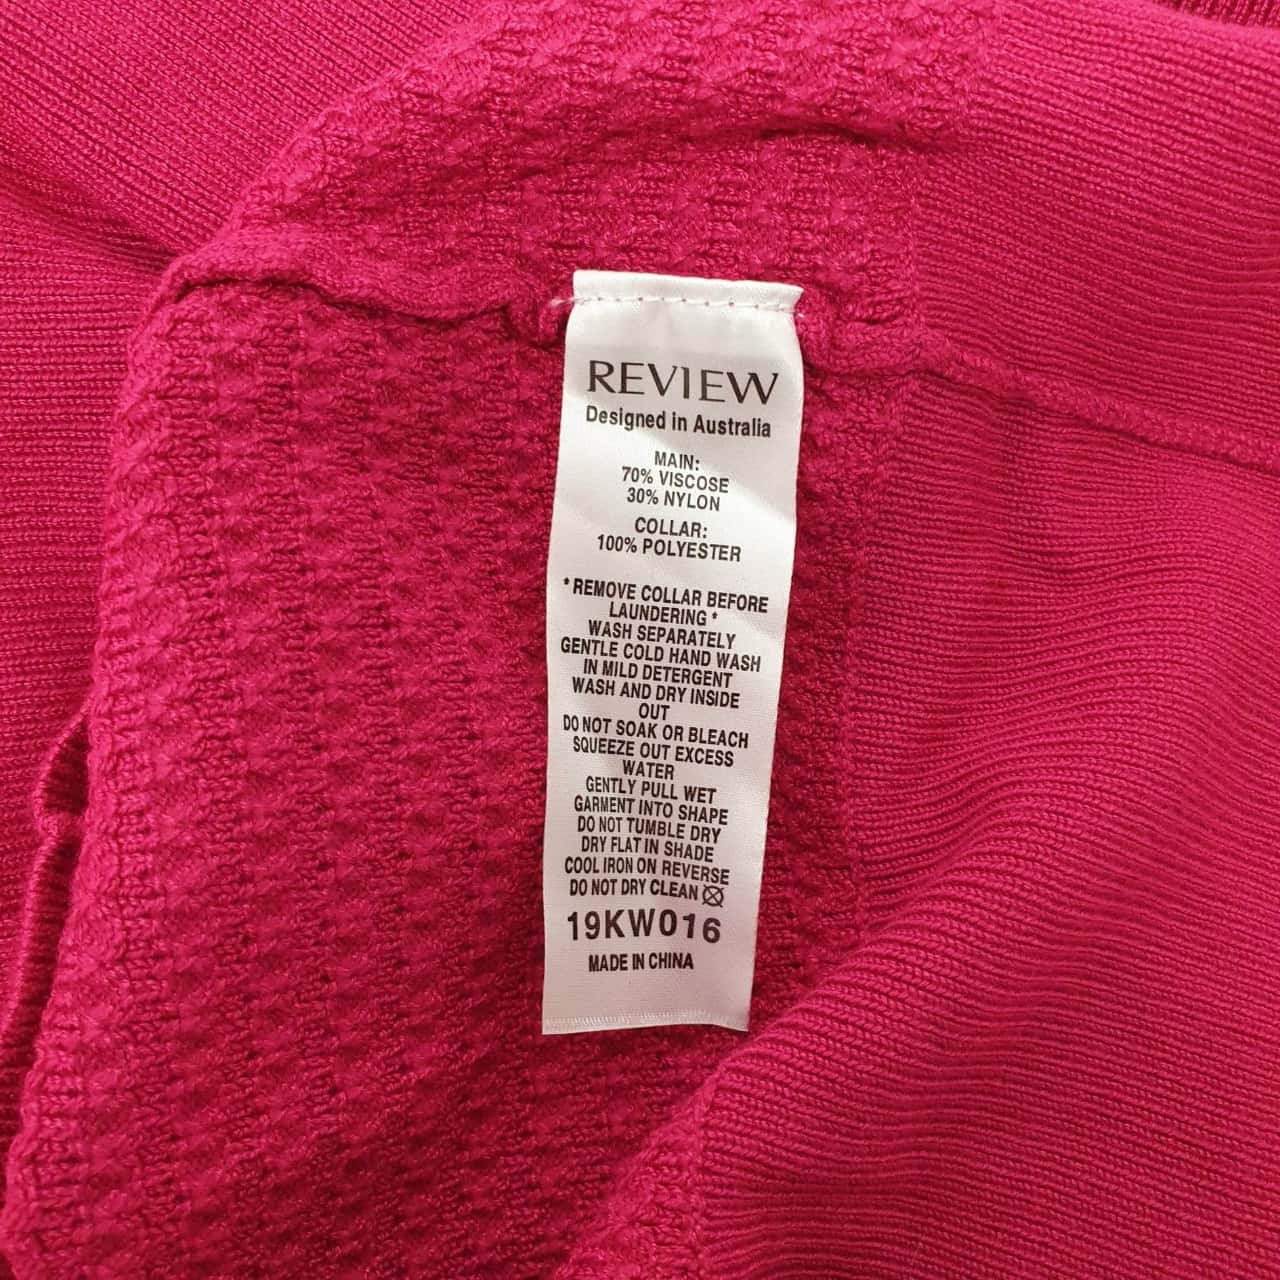 REVIEW
Designed in Australia
MAIN:
70% VISCOSE
30% NYLON
COLLAR:
100% POLYESTER
* REMOVE COLLAR BEFORE
LAUNDERING *
WASH SEPARATELY
GENTLE COLD HAND WASH
IN MILD DETERGENT
WASH AND DRY INSIDE
OUT
DO NOT SOAK OR BLEACH
SQUEEZE OUT EXCESS
WATER
GENTLY PULL WET
GARMENT INTO SHAPE
DO NOT TUMBLE DRY
DRY FLAT IN SHADE
COOL IRON ON REVERSE
DO NOT DRY CLEAN
19KW016
MADE IN CHINA